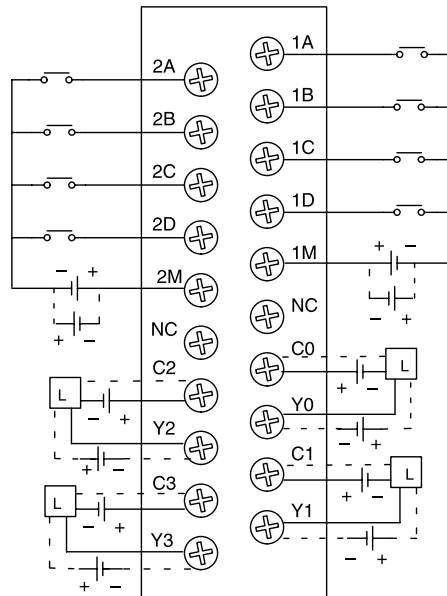 2A
2B
2C
2D
- +
2M
+ -
NC
C2
L
- +
Y2
+ -
C3
L
- +
Y3
+ -
1A
1B
1C
1D
1M
- +
+ -
NC
C0
L
- +
Y0
- +
C1
L
- +
Y1
+ -